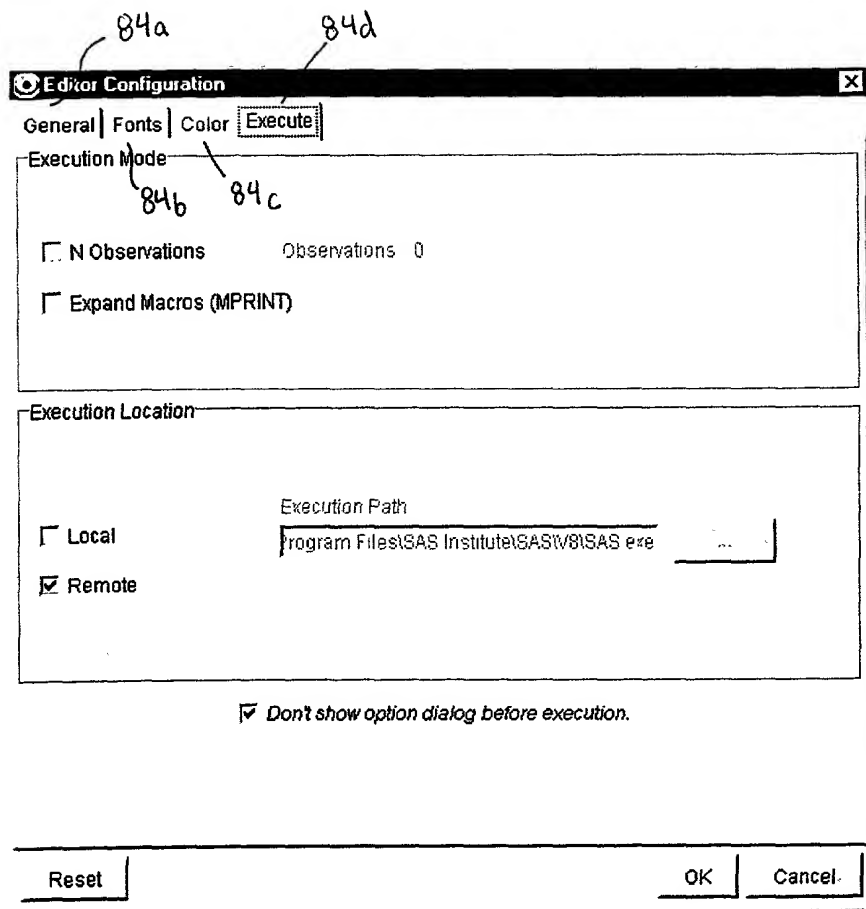 84a 84d
Editor Configuration
General Fonts Color Execute
Execution Mode
84b 84c
N Observations Observations 0
Expand Macros (MPRINT)
Execution Location
Execution Path
Local Program Files\SAS Institute\SAS\V8\SAS exe ...
Remote
Don't show option dialog before execution.
Reset OK Cancel